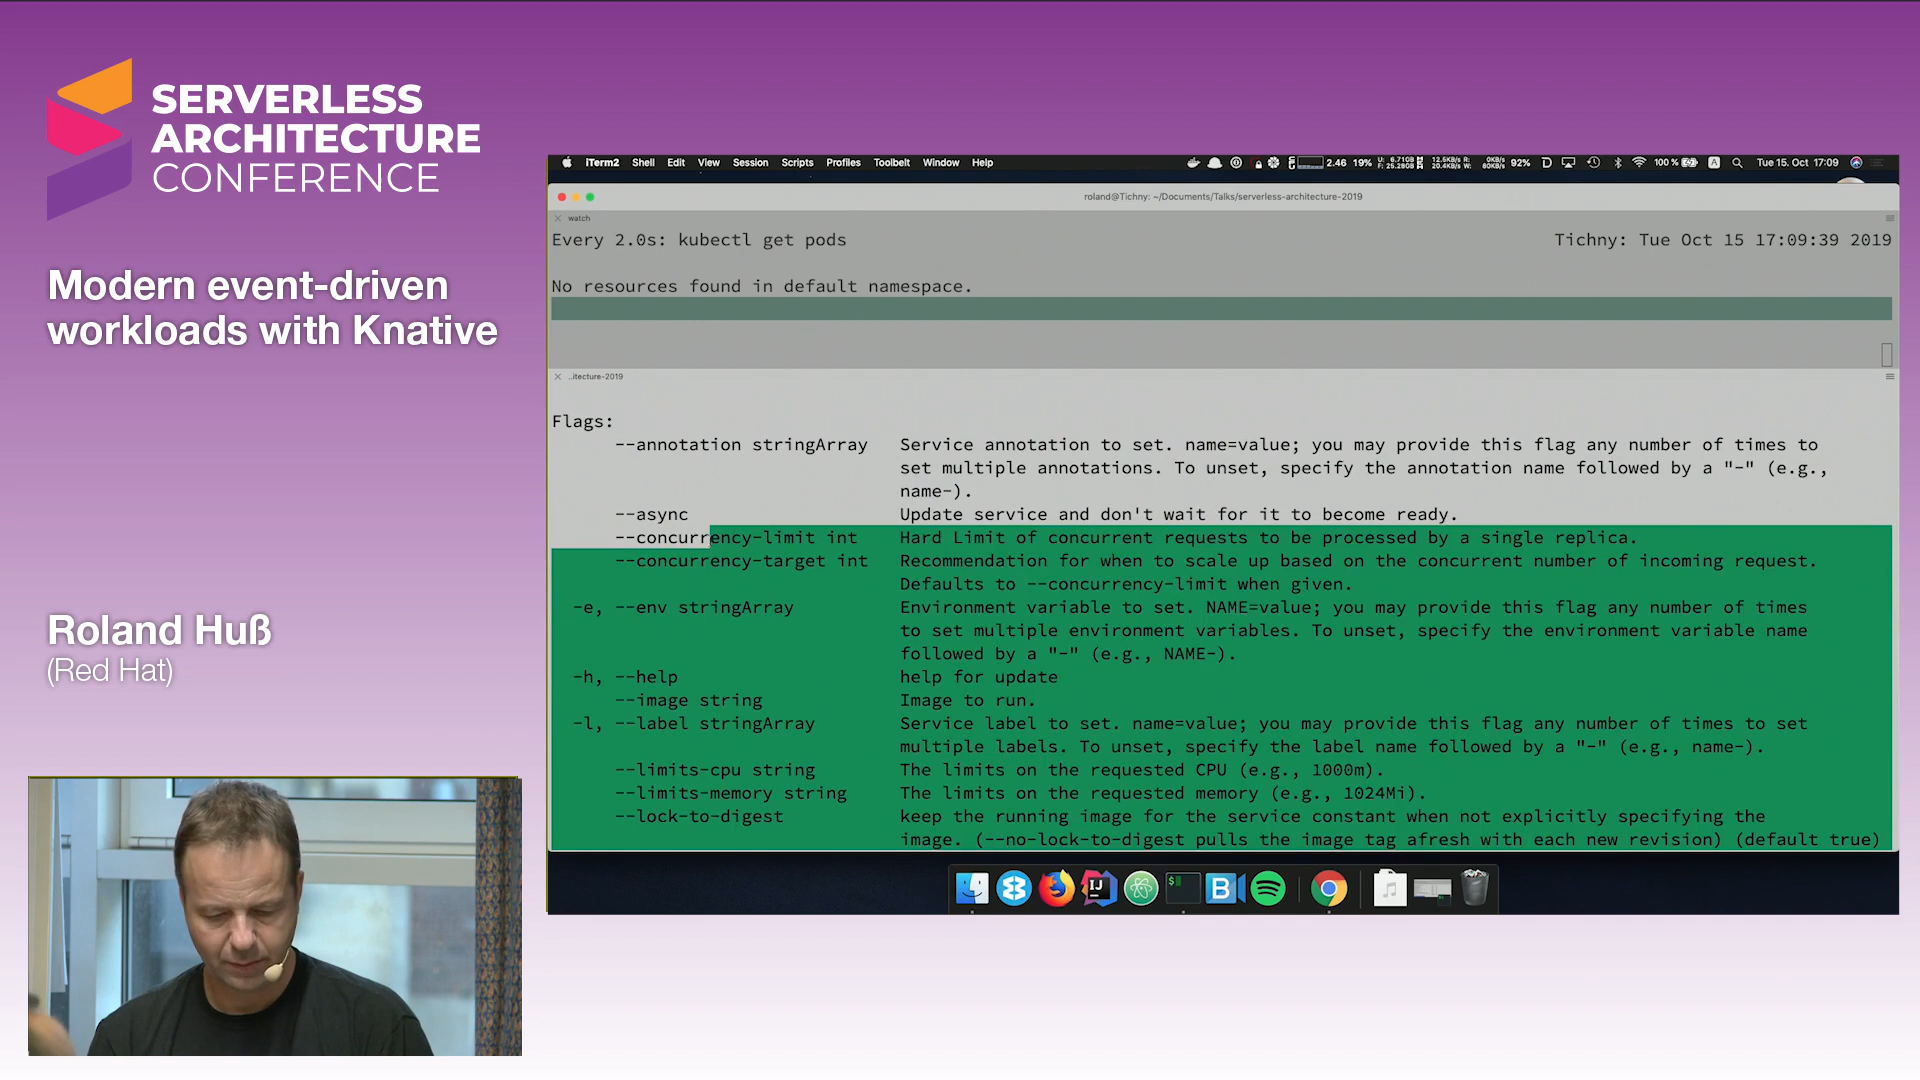 SERVERLESS
ARCHITECTURE
CONFERENCE
Modern event-driven
workloads with Knative
Roland Huß
(Red Hat)
iTerm2 Shell Edit View Session Scripts Profiles Toolbelt Window Help
2.46 19% 92% 100% Tue 15. Oct 17:09
roland@Tichny: ~/Documents/Talks/serverless-architecture-2019
watch
Every 2.0s: kubectl get pods Tichny: Tue Oct 15 17:09:39 2019
No resources found in default namespace.
..itecture-2019
Flags:
--annotation stringArray Service annotation to set. name=value; you may provide this flag any number of times to
set multiple annotations. To unset, specify the annotation name followed by a "-" (e.g.,
name-).
--async Update service and don't wait for it to become ready.
--concurrency-limit int Hard Limit of concurrent requests to be processed by a single replica.
--concurrency-target int Recommendation for when to scale up based on the concurrent number of incoming request.
Defaults to --concurrency-limit when given.
-e, --env stringArray Environment variable to set. NAME=value; you may provide this flag any number of times
to set multiple environment variables. To unset, specify the environment variable name
followed by a "-" (e.g., NAME-).
-h, --help help for update
--image string Image to run.
-l, --label stringArray Service label to set. name=value; you may provide this flag any number of times to set
multiple labels. To unset, specify the label name followed by a "-" (e.g., name-).
--limits-cpu string The limits on the requested CPU (e.g., 1000m).
--limits-memory string The limits on the requested memory (e.g., 1024Mi).
--lock-to-digest keep the running image for the service constant when not explicitly specifying the
image. (--no-lock-to-digest pulls the image tag afresh with each new revision) (default true)